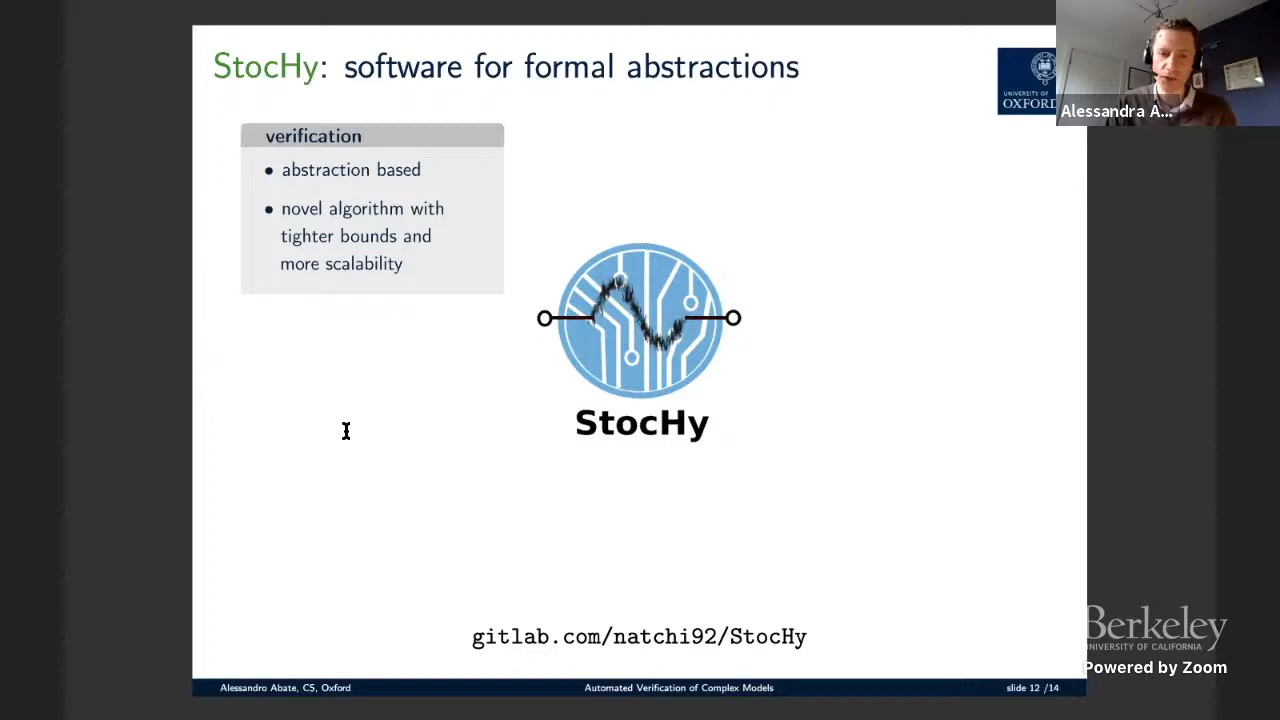 StocHy: software for formal abstractions
UNIVERSITY OF
OXFORD
Alessandra A...
verification
• abstraction based
• novel algorithm with
tighter bounds and
more scalability
StocHy
gitlab.com/natchi92/StocHy
Berkeley
UNIVERSITY OF CALIFORNIA
Powered by Zoom
Alessandro Abate, CS, Oxford
Automated Verification of Complex Models
slide 12 /14